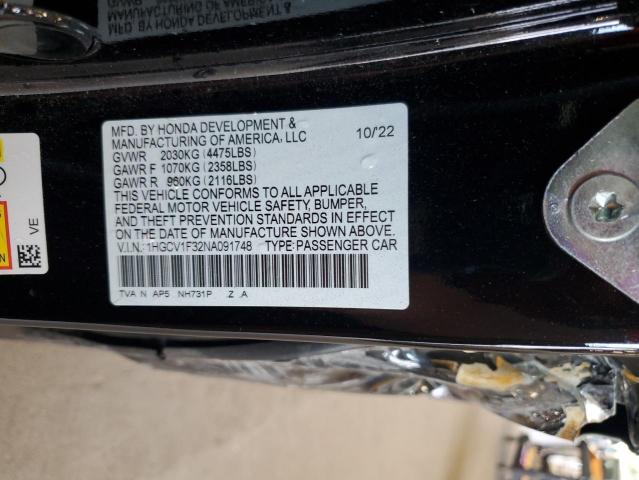 MFD. BY HONDA DEVELOPMENT &
MANUFACTURING OF AMERICA, LLC 10/'22
GVWR 2030KG (4475LBS)
GAWR F 1070KG (2358LBS)
GAWR R 960KG (2116LBS)
THIS VEHICLE CONFORMS TO ALL APPLICABLE
FEDERAL MOTOR VEHICLE SAFETY, BUMPER,
AND THEFT PREVENTION STANDARDS IN EFFECT
ON THE DATE OF MANUFACTURE SHOWN ABOVE.
V.I.N.: 1HGCV1F32NA091748 TYPE: PASSENGER CAR
TVA N AP5 NH731P Z A
VE